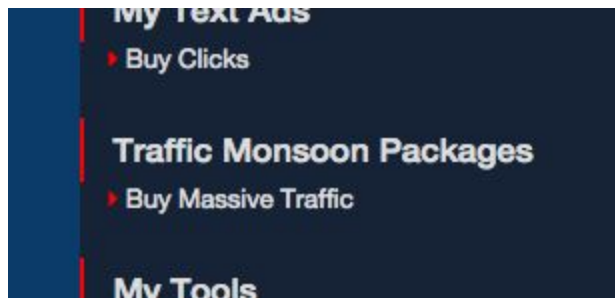 My Text Ads
Buy Clicks
Traffic Monsoon Packages
Buy Massive Traffic
My Tools